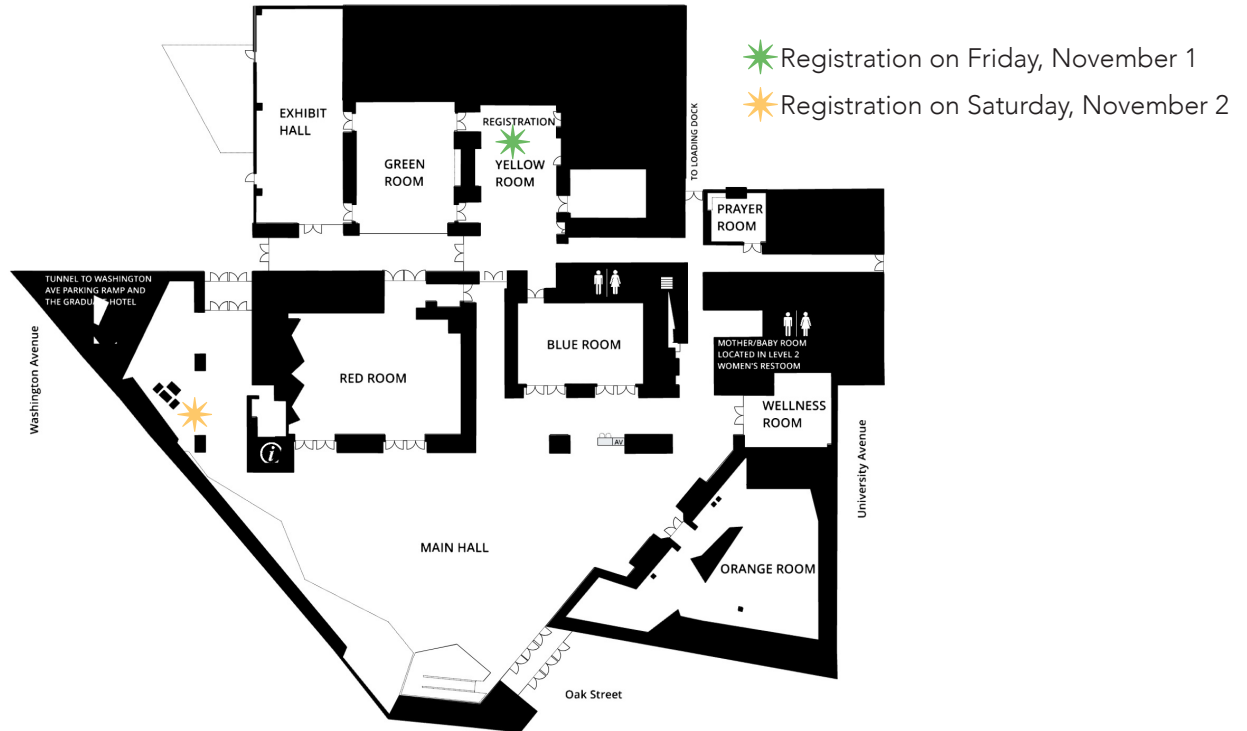 Registration on Friday, November 1
Registration on Saturday, November 2
EXHIBIT
HALL
GREEN
ROOM
REGISTRATION
YELLOW
ROOM
TO LOADING DOCK
PRAYER
ROOM
TUNNEL TO WASHINGTON
AVE PARKING RAMP AND
THE GRADUATE HOTEL
Washington Avenue
RED ROOM
BLUE ROOM
MOTHER/BABY ROOM
LOCATED IN LEVEL 2
WOMEN'S RESTOOM
WELLNESS
ROOM
i
AV
University Avenue
MAIN HALL
ORANGE ROOM
Oak Street